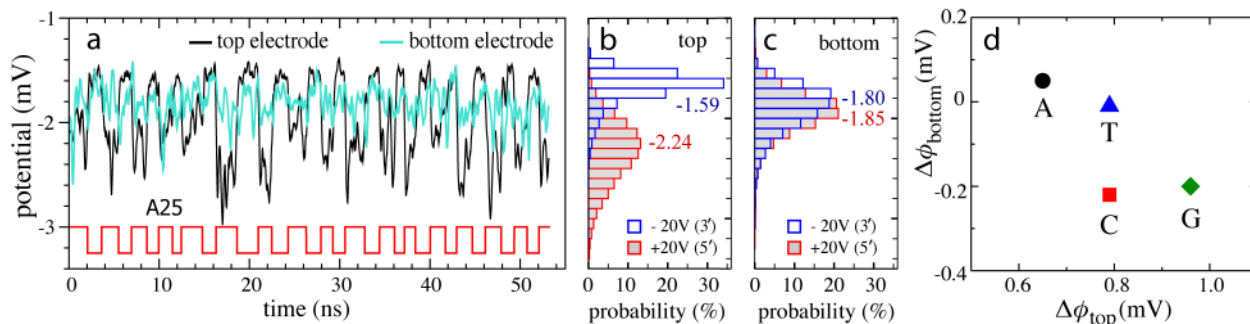 a
top electrode
bottom electrode
A25
potential (mV)
-1
-2
-3
0
10
20
30
40
50
time (ns)
b
top
-1.59
-2.24
- 20V (3′)
+20V (5′)
0
10
20
30
probability (%)
c
bottom
-1.80
-1.85
- 20V (3′)
+20V (5′)
0
10
20
30
probability (%)
d
Δϕbottom(mV)
0.4
0.2
0
-0.2
-0.4
A
T
C
G
0.6
0.8
1.0
Δϕtop(mV)